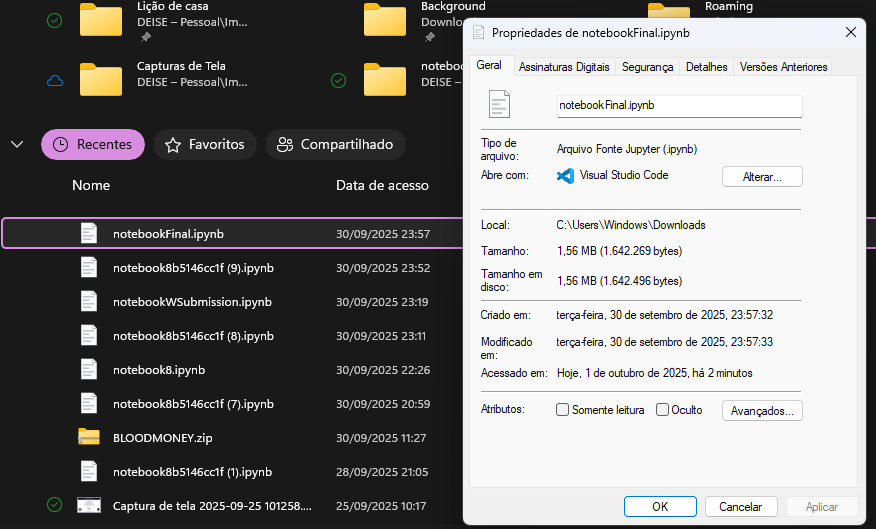 Lição de casa
DEISE – Pessoal\Im...
Background
Downlo
Roaming
Capturas de Tela
DEISE – Pessoal\Im...
notebo
DEISE –
Recentes
Favoritos
Compartilhado
Nome
Data de acesso
notebookFinal.ipynb
30/09/2025 23:57
notebook8b5146cc1f (9).ipynb
30/09/2025 23:52
notebookWSubmission.ipynb
30/09/2025 23:19
notebook8b5146cc1f (8).ipynb
30/09/2025 23:11
notebook8.ipynb
30/09/2025 22:26
notebook8b5146cc1f (7).ipynb
30/09/2025 20:59
BLOODMONEY.zip
30/09/2025 11:27
notebook8b5146cc1f (1).ipynb
28/09/2025 21:05
Captura de tela 2025-09-25 101258....
25/09/2025 10:17
Propriedades de notebookFinal.ipynb
Geral
Assinaturas Digitais
Segurança
Detalhes
Versões Anteriores
notebookFinal.ipynb
Tipo de
arquivo:
Arquivo Fonte Jupyter (.ipynb)
Abre com:
Visual Studio Code
Alterar...
Local:
C:\Users\Windows\Downloads
Tamanho:
1,56 MB (1.642.269 bytes)
Tamanho em
disco:
1,56 MB (1.642.496 bytes)
Criado em:
terça-feira, 30 de setembro de 2025, 23:57:32
Modificado
em:
terça-feira, 30 de setembro de 2025, 23:57:33
Acessado em:
Hoje, 1 de outubro de 2025, há 2 minutos
Atributos:
Somente leitura
Oculto
Avançados...
OK
Cancelar
Aplicar